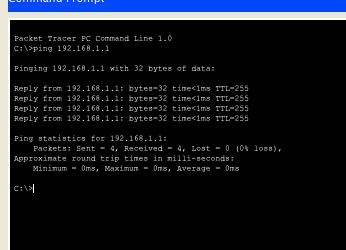 Command Prompt
Packet Tracer PC Command Line 1.0
C:\>ping 192.168.1.1
Pinging 192.168.1.1 with 32 bytes of data:
Reply from 192.168.1.1: bytes=32 time<1ms TTL=255
Reply from 192.168.1.1: bytes=32 time<1ms TTL=255
Reply from 192.168.1.1: bytes=32 time<1ms TTL=255
Reply from 192.168.1.1: bytes=32 time<1ms TTL=255
Ping statistics for 192.168.1.1:
    Packets: Sent = 4, Received = 4, Lost = 0 (0% loss),
Approximate round trip times in milli-seconds:
    Minimum = 0ms, Maximum = 0ms, Average = 0ms
C:\>